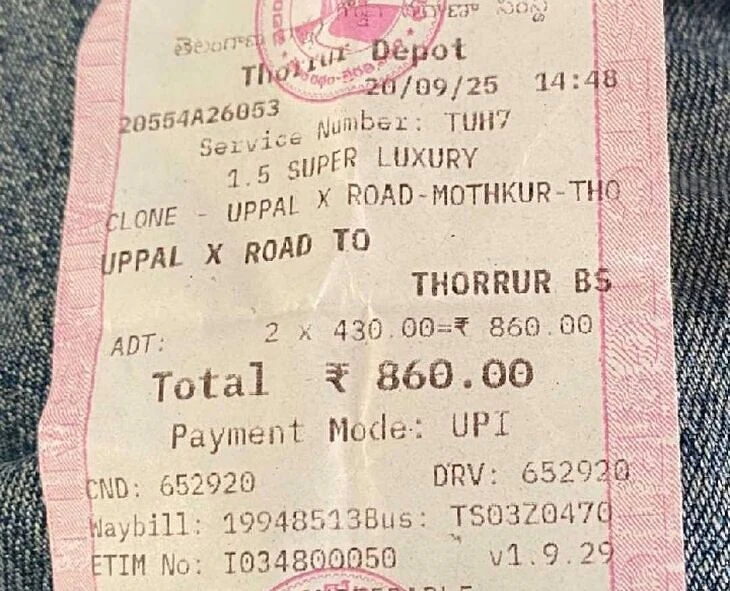 తెలంగాణ
Thorrur Depot
20554A26053 20/09/25 14:48
Service Number: TUH7
1.5 SUPER LUXURY
CLONE - UPPAL X ROAD-MOTHKUR-THO
UPPAL X ROAD TO
THORRUR BS
ADT: 2 x 430.00=₹ 860.00
Total ₹ 860.00
Payment Mode: UPI
CND: 652920 DRV: 652920
Waybill: 19948513Bus: TS03Z0470
ETIM No: I034800050 v1.9.29